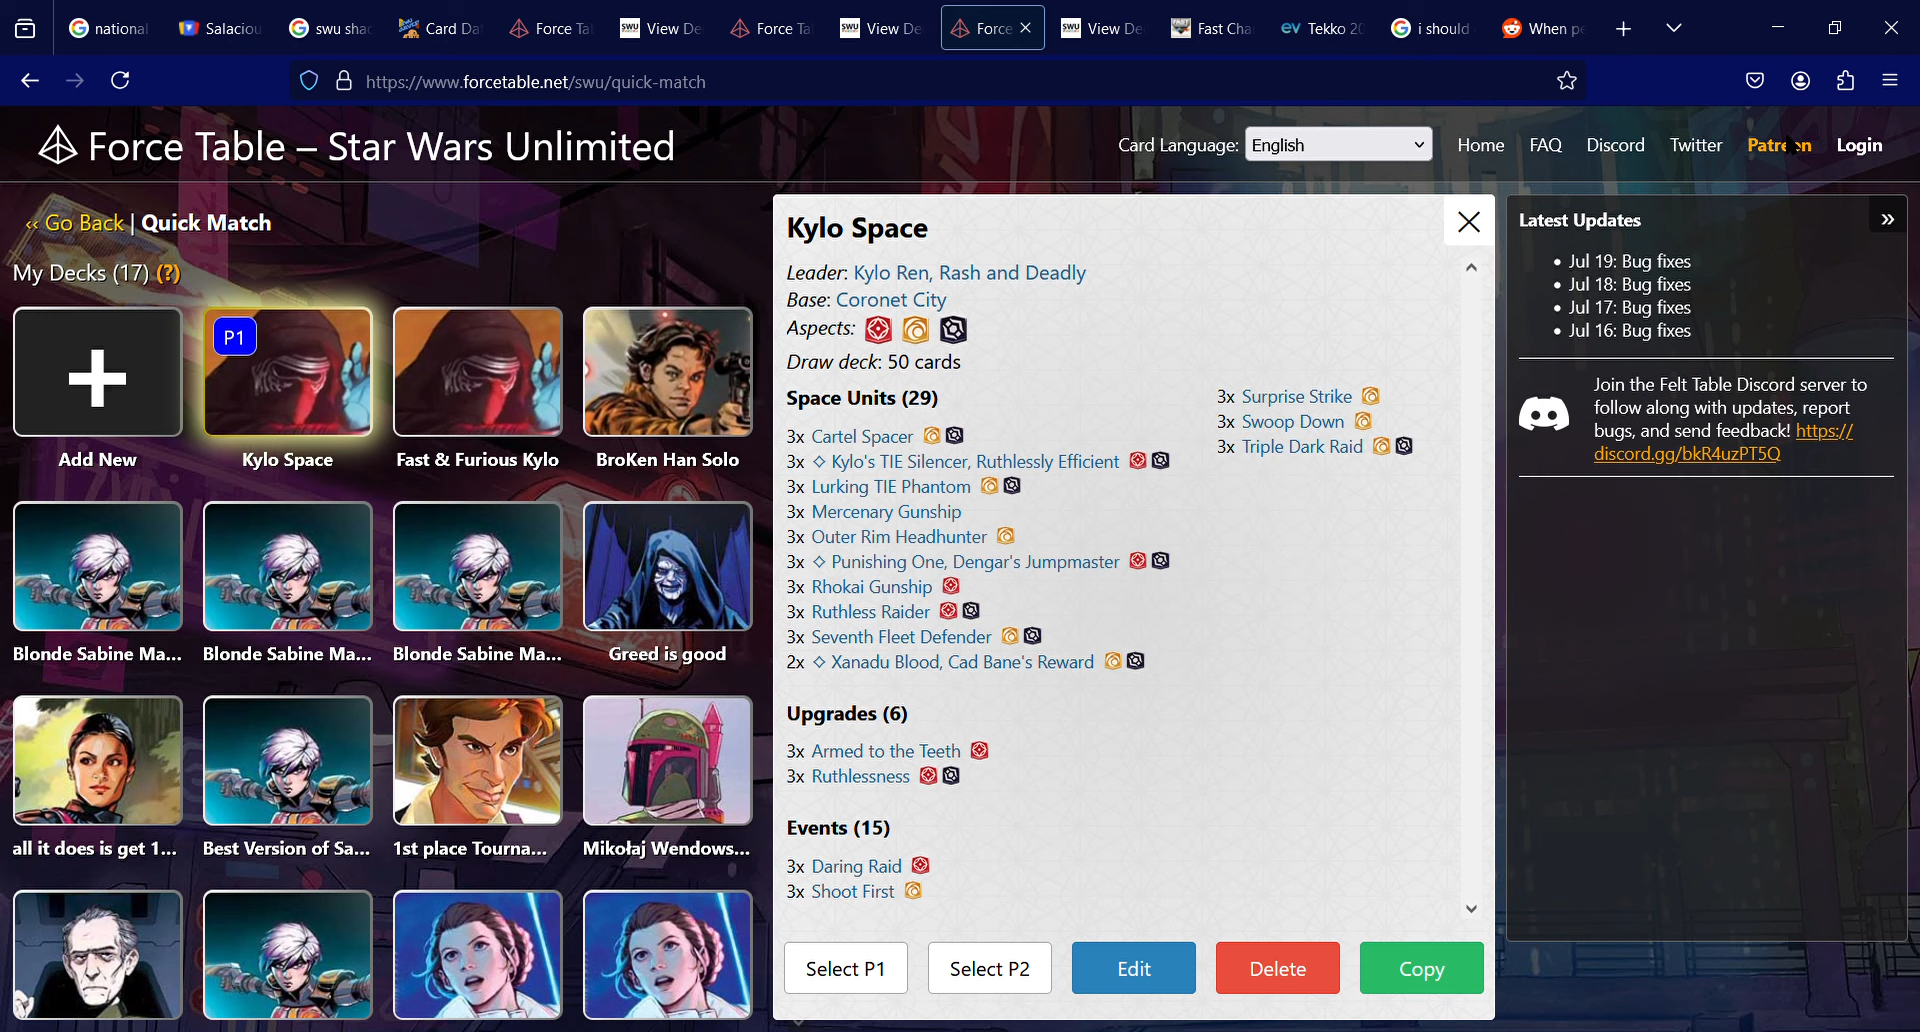 national
Salaciou
swu shad
Card Da
Force Ta
SWU View De
Force Ta
SWU View De
Force
SWU View De
Fast Cha
ev Tekko 20
i should
When pe
https://www.forcetable.net/swu/quick-match
Force Table – Star Wars Unlimited
Card Language: English
Home FAQ Discord Twitter Patreon Login
‹‹ Go Back | Quick Match
My Decks (17) (?)
P1
Add New
Kylo Space
Fast & Furious Kylo
BroKen Han Solo
Blonde Sabine Ma...
Blonde Sabine Ma...
Blonde Sabine Ma...
Greed is good
all it does is get 1...
Best Version of Sa...
1st place Tourna...
Mikołaj Wendows...
Kylo Space
Leader: Kylo Ren, Rash and Deadly
Base: Coronet City
Aspects:
Draw deck: 50 cards
Space Units (29)
3x Cartel Spacer
3x Kylo's TIE Silencer, Ruthlessly Efficient
3x Lurking TIE Phantom
3x Mercenary Gunship
3x Outer Rim Headhunter
3x Punishing One, Dengar's Jumpmaster
3x Rhokai Gunship
3x Ruthless Raider
3x Seventh Fleet Defender
2x Xanadu Blood, Cad Bane's Reward
Upgrades (6)
3x Armed to the Teeth
3x Ruthlessness
Events (15)
3x Daring Raid
3x Shoot First
3x Surprise Strike
3x Swoop Down
3x Triple Dark Raid
Select P1
Select P2
Edit
Delete
Copy
Latest Updates
»
• Jul 19: Bug fixes
• Jul 18: Bug fixes
• Jul 17: Bug fixes
• Jul 16: Bug fixes
Join the Felt Table Discord server to
follow along with updates, report
bugs, and send feedback! https://
discord.gg/bkR4uzPT5Q